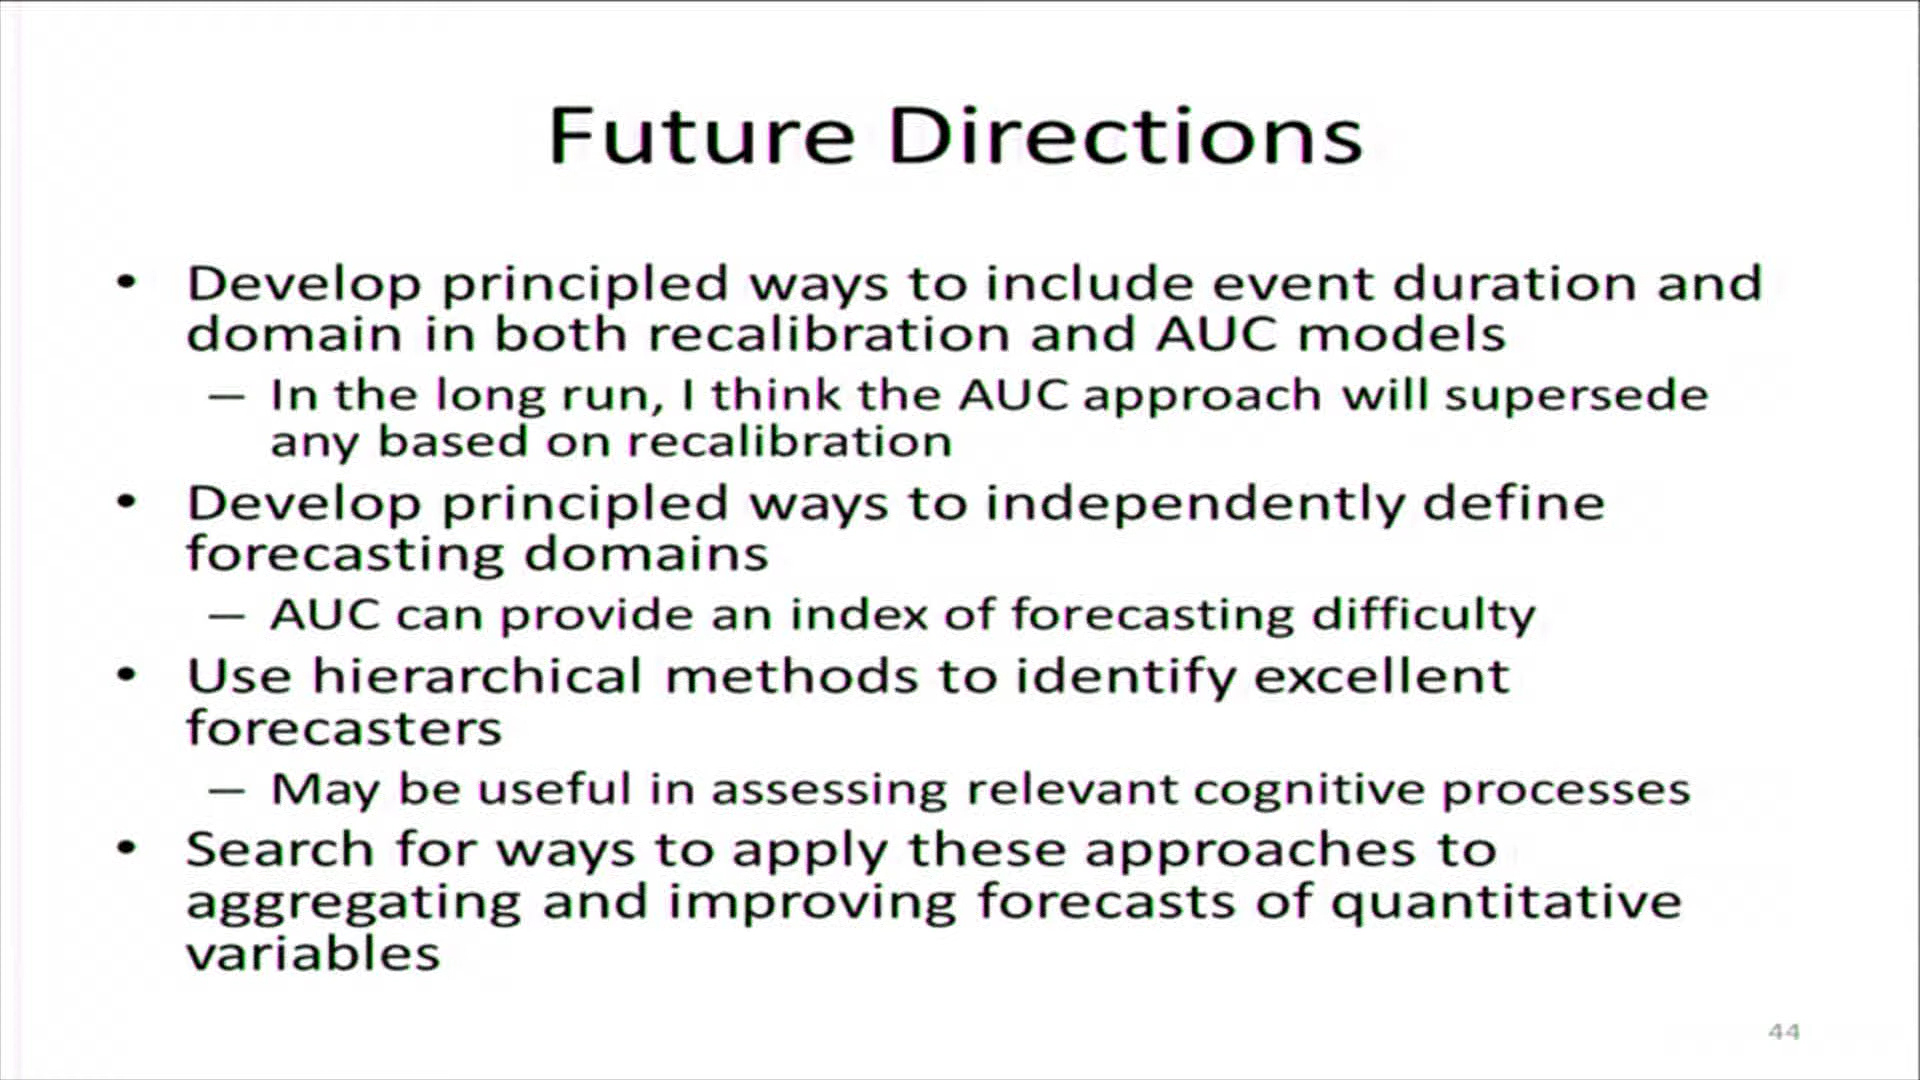 Future Directions
• Develop principled ways to include event duration and
domain in both recalibration and AUC models
– In the long run, I think the AUC approach will supersede
any based on recalibration
• Develop principled ways to independently define
forecasting domains
– AUC can provide an index of forecasting difficulty
• Use hierarchical methods to identify excellent
forecasters
– May be useful in assessing relevant cognitive processes
• Search for ways to apply these approaches to
aggregating and improving forecasts of quantitative
variables
44